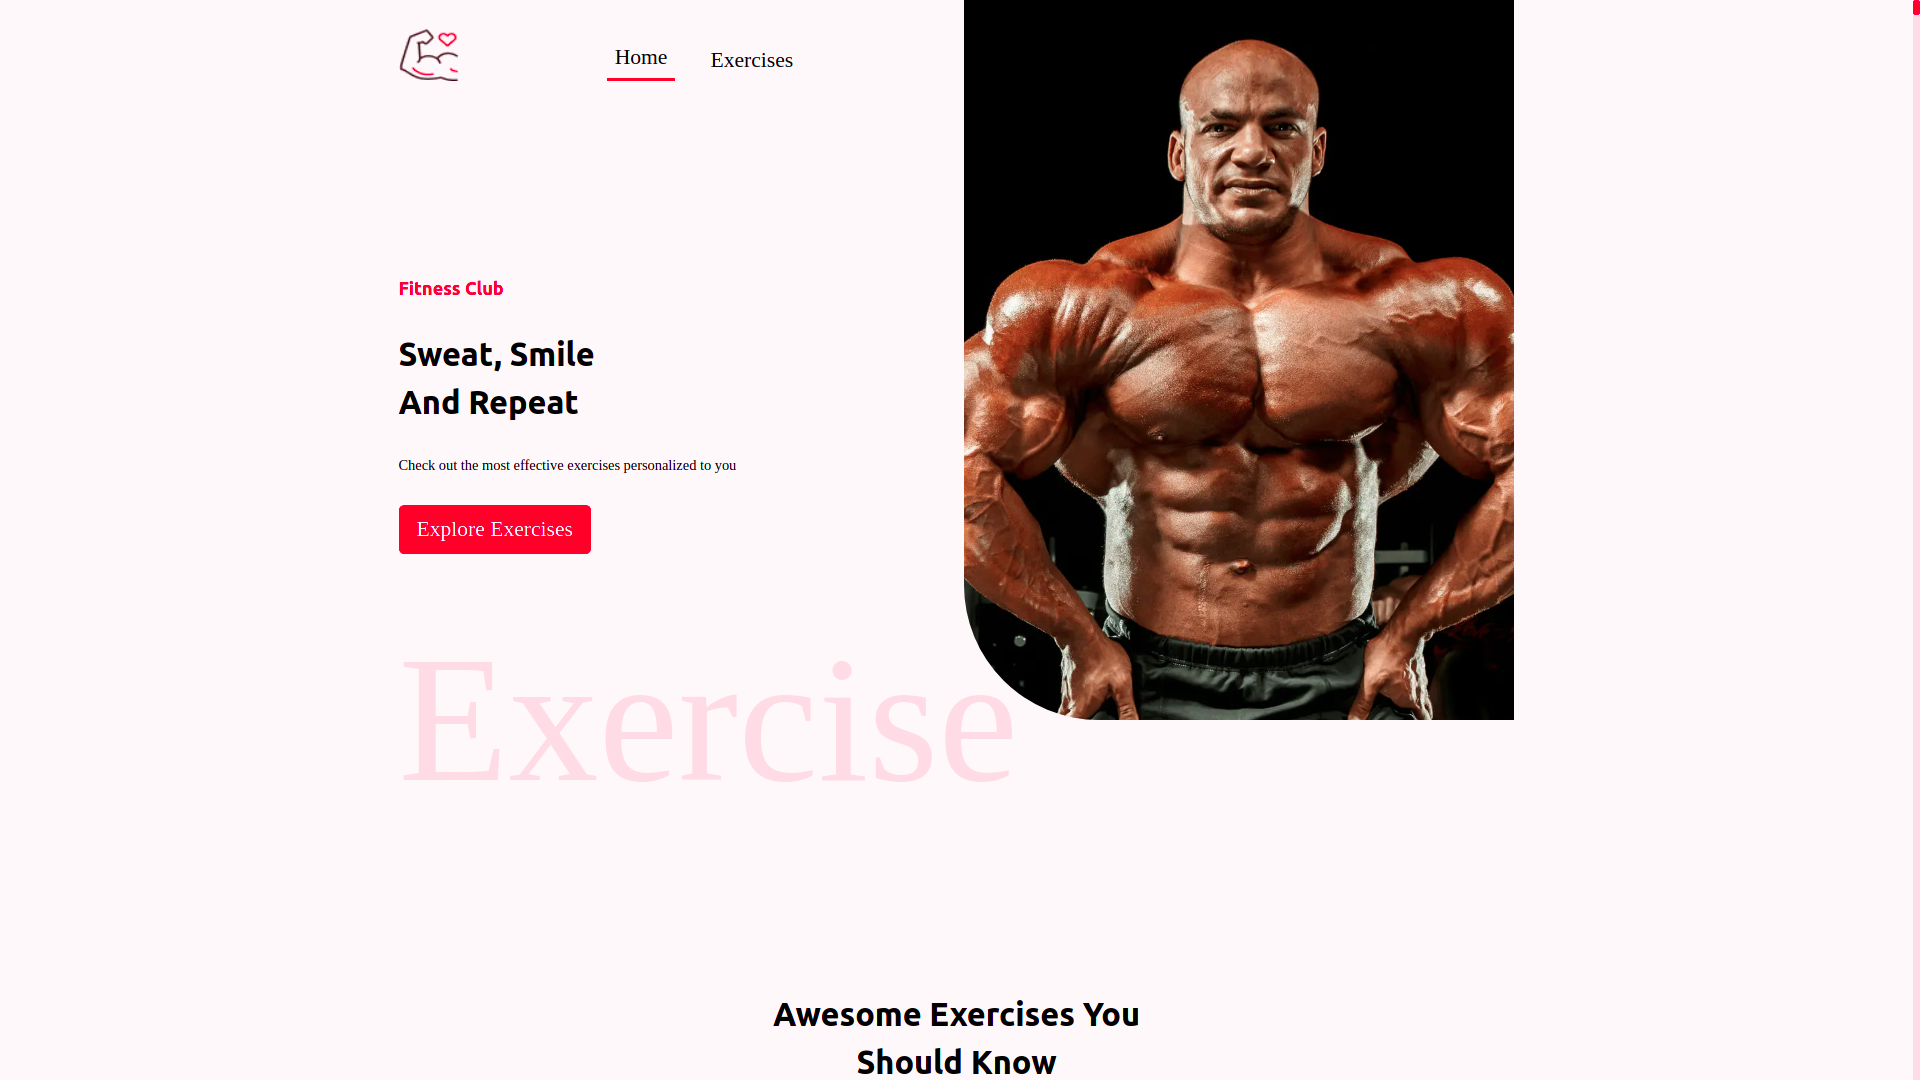 Home
Exercises
Fitness Club
Sweat, Smile
And Repeat
Check out the most effective exercises personalized to you
Explore Exercises
Exercise
Awesome Exercises You
Should Know